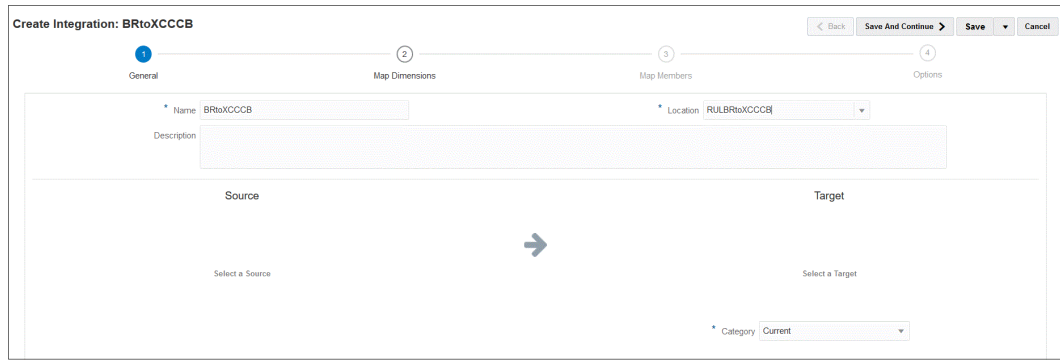 Create Integration: BRtoXCCCB
Back Save And Continue Save Cancel
1 2 3 4
General Map Dimensions Map Members Options
* Name BRtoXCCCB * Location RULBRtoXCCCB
Description
Source Target
Select a Source Select a Target
* Category Current